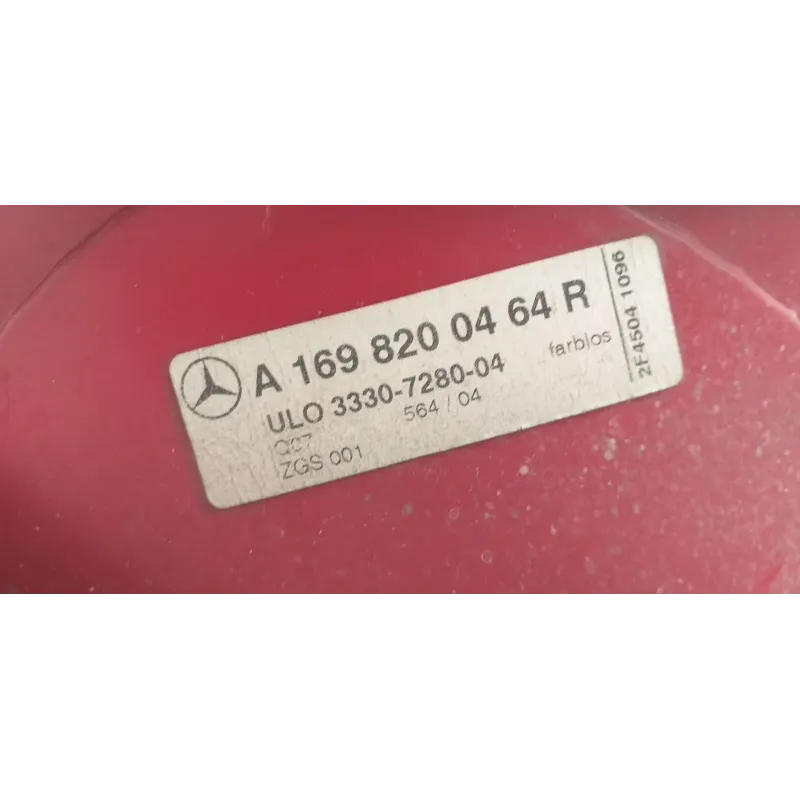 A 169 820 04 64 R
ULO 3330-7280-04 farblos
564 / 04
ZGS 001
2F4504 1096